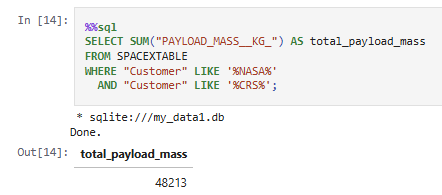 In [14]:
%%sql
SELECT SUM("PAYLOAD_MASS__KG_") AS total_payload_mass
FROM SPACEXTABLE
WHERE "Customer" LIKE '%NASA%'
  AND "Customer" LIKE '%CRS%';
* sqlite:///my_data1.db
Done.
Out[14]:
total_payload_mass
48213